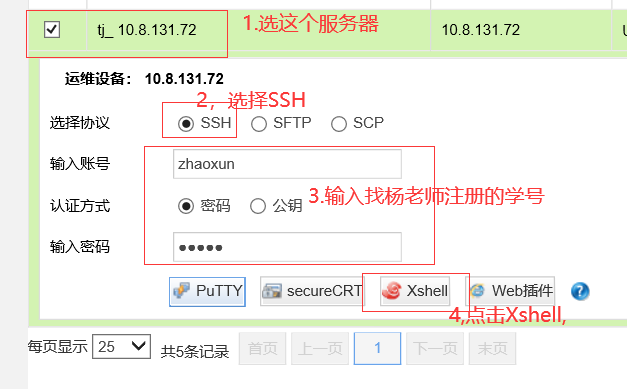 tj_ 10.8.131.72 1.选这个服务器 10.8.131.72
运维设备： 10.8.131.72
2，选择SSH
选择协议 SSH SFTP SCP
输入账号 zhaoxun
认证方式 密码 公钥 3.输入找杨老师注册的学号
输入密码 ●●●●●
PuTTY secureCRT Xshell Web插件 ?
4,点击Xshell,
每页显示 25 共5条记录 首页 上一页 1 下一页 末页